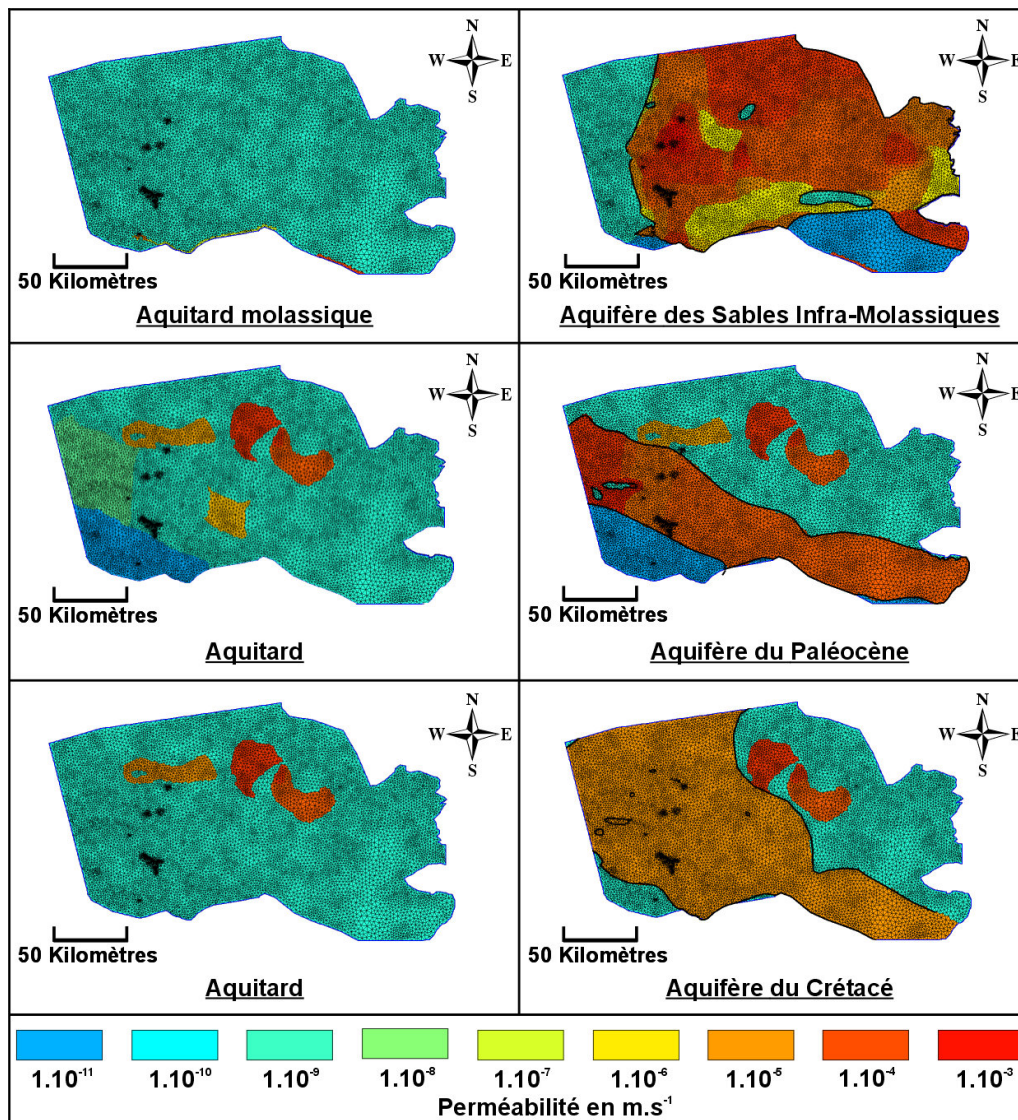 N
W E
S
50 Kilomètres
Aquitard molassique
N
W E
S
50 Kilomètres
Aquifère des Sables Infra-Molassiques
N
W E
S
50 Kilomètres
Aquitard
N
W E
S
50 Kilomètres
Aquifère du Paléocène
N
W E
S
50 Kilomètres
Aquitard
N
W E
S
50 Kilomètres
Aquifère du Crétacé
1.10⁻¹¹ 1.10⁻¹⁰ 1.10⁻⁹ 1.10⁻⁸ 1.10⁻⁷ 1.10⁻⁶ 1.10⁻⁵ 1.10⁻⁴ 1.10⁻³
Perméabilité en m.s⁻¹